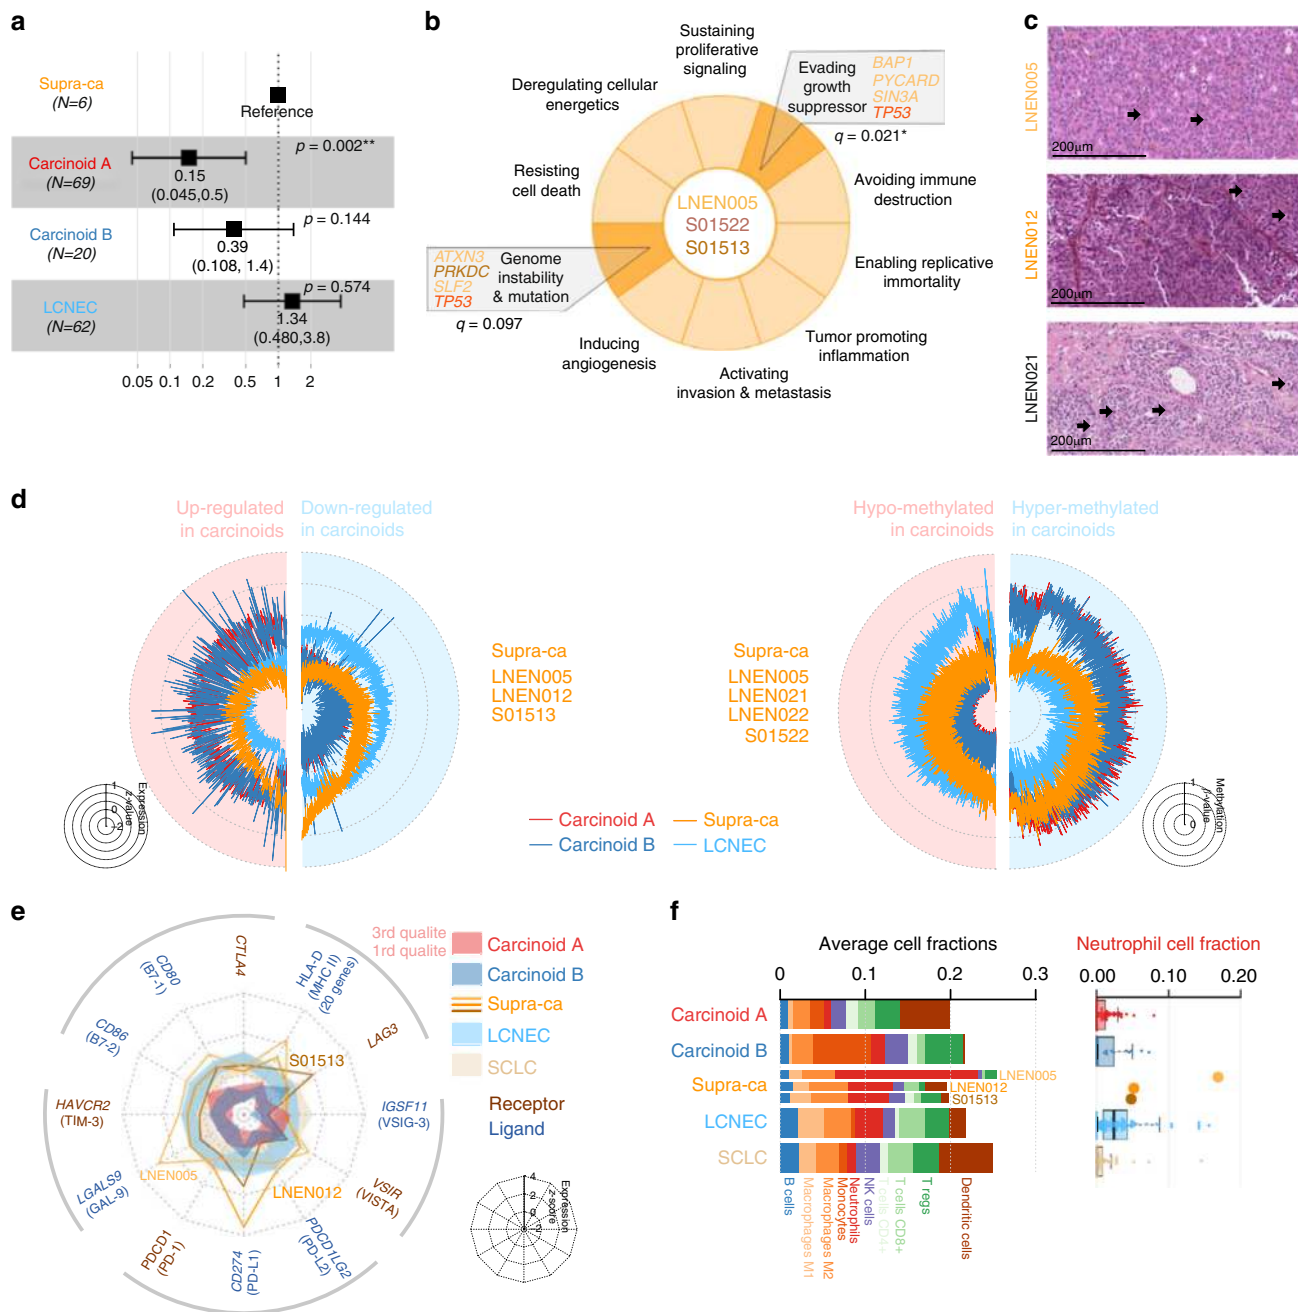 a
Supra-ca
(N=6)
Reference
Carcinoid A
(N=69)
p = 0.002**
0.15
(0.045,0.5)
Carcinoid B
(N=20)
p = 0.144
0.39
(0.108, 1.4)
LCNEC
(N=62)
p = 0.574
1.34
(0.480,3.8)
0.05 0.1 0.2 0.5 1 2
b
Sustaining
proliferative
signaling
Evading
growth
suppressor
BAP1
PYCARD
SIN3A
TP53
q = 0.021*
Deregulating cellular
energetics
Resisting
cell death
Avoiding immune
destruction
LNEN005
S01522
S01513
Enabling replicative
immortality
ATXN3
PRKDC
SLF2
TP53
Genome
instability
& mutation
q = 0.097
Inducing
angiogenesis
Activating
invasion & metastasis
Tumor promoting
inflammation
c
LNEN005
200µm
LNEN012
200µm
LNEN021
200µm
d
Up-regulated
in carcinoids
Down-regulated
in carcinoids
Supra-ca
LNEN005
LNEN012
S01513
Expression
z-value
1
0
−2
Hypo-methylated
in carcinoids
Hyper-methylated
in carcinoids
Supra-ca
LNEN005
LNEN021
LNEN022
S01522
Methylation
β-value
1
0
Carcinoid A
Carcinoid B
Supra-ca
LCNEC
e
CTLA4
HLA-D
(MHC II)
(20 genes)
LAG3
IGSF11
(VSIG-3)
VSIR
(VISTA)
PDCD1LG2
(PD-L2)
CD274
(PD-L1)
PDCD1
(PD-1)
LGALS9
(GAL-9)
HAVCR2
(TIM-3)
CD86
(B7-2)
CD80
(B7-1)
S01513
LNEN005
LNEN012
3rd qualite
1rd qualite
Carcinoid A
Carcinoid B
Supra-ca
LCNEC
SCLC
Receptor
Ligand
Expression
z-score
4
2
0
−2
f
Average cell fractions
0 0.1 0.2 0.3
Carcinoid A
Carcinoid B
Supra-ca
LNEN005
LNEN012
S01513
LCNEC
SCLC
B cells
Macrophages M1
Macrophages M2
Monocytes
Neutrophils
NK cells
T cells CD4+
T cells CD8+
T regs
Dendritic cells
Neutrophil cell fraction
0.00 0.10 0.20